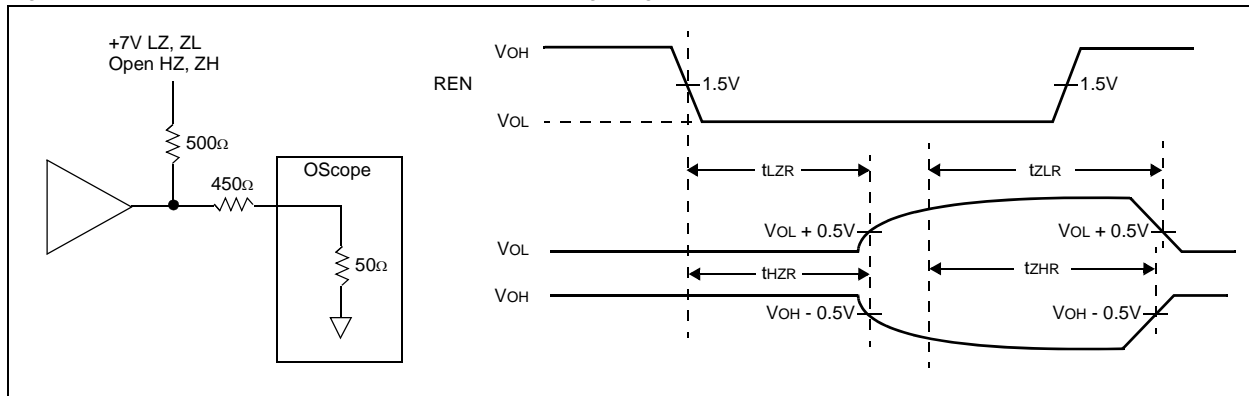 +7V LZ, ZL
Open HZ, ZH
500Ω
450Ω
OScope
50Ω
VOH
REN
1.5V
1.5V
VOL
tLZR
tZLR
VOL + 0.5V
VOL + 0.5V
VOL
tHZR
tZHR
VOH
VOH - 0.5V
VOH - 0.5V